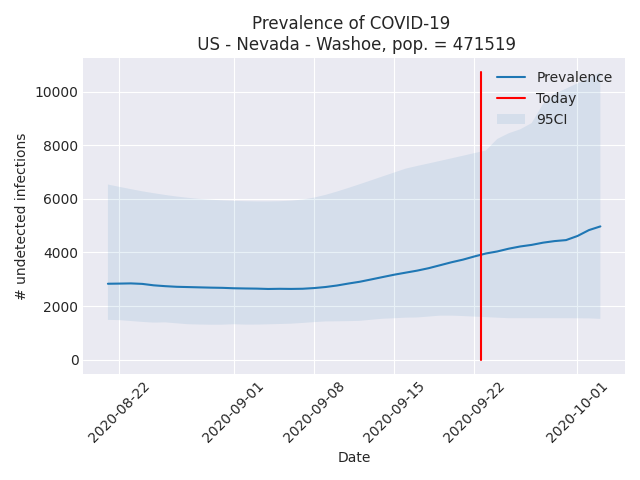 Prevalence of COVID-19
US - Nevada - Washoe, pop. = 471519
Prevalence
Today
95CI
# undetected infections
10000
8000
6000
4000
2000
0
2020-08-22
2020-09-01
2020-09-08
2020-09-15
2020-09-22
2020-10-01
Date